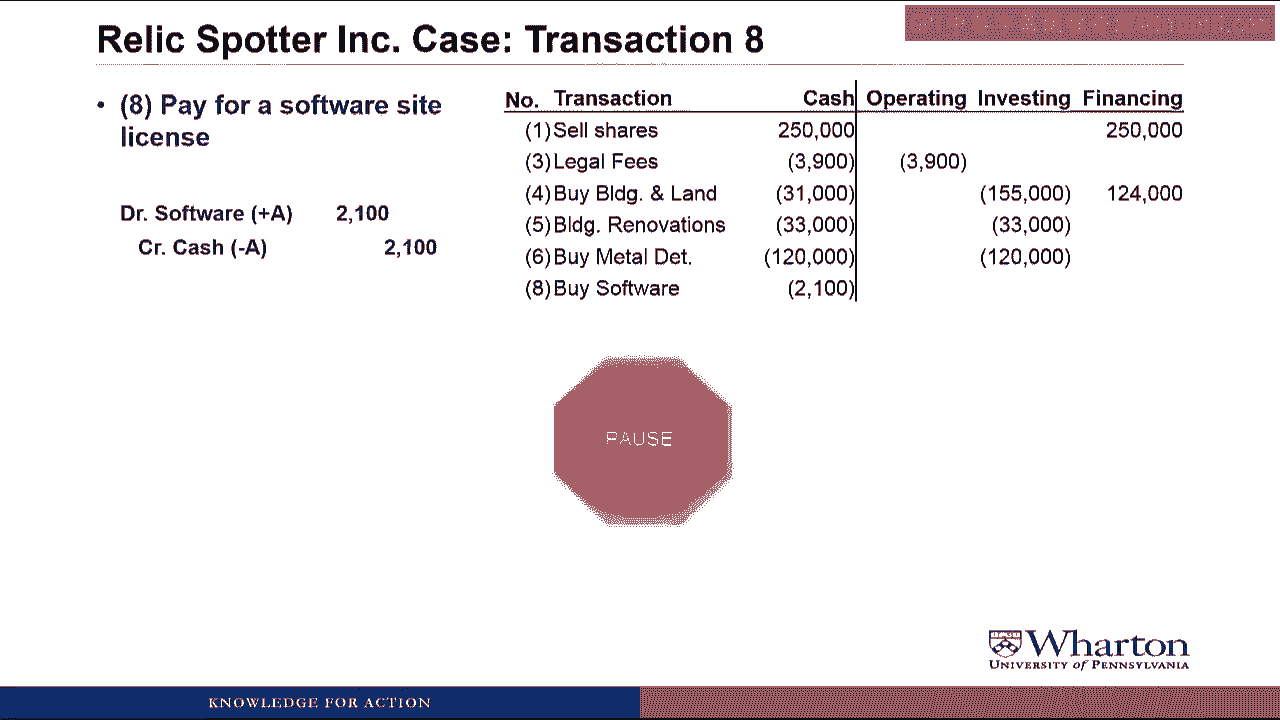 Relic Spotter Inc. Case: Transaction 8
• (8) Pay for a software site
license
Dr. Software (+A) 2,100
Cr. Cash (-A) 2,100
No. Transaction Cash Operating Investing Financing
(1) Sell shares 250,000 250,000
(3) Legal Fees (3,900) (3,900)
(4) Buy Bldg. & Land (31,000) (155,000) 124,000
(5) Bldg. Renovations (33,000) (33,000)
(6) Buy Metal Det. (120,000) (120,000)
(8) Buy Software (2,100)
PAUSE
Wharton
UNIVERSITY of PENNSYLVANIA
KNOWLEDGE FOR ACTION